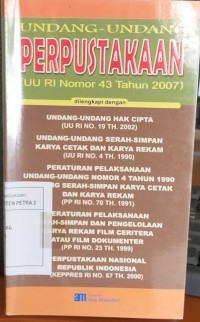 UNDANG-UNDANG
PERPUSTAKAAN
(UU RI Nomor 43 Tahun 2007)
dilengkapi dengan
UNDANG-UNDANG HAK CIPTA
(UU RI NO. 19 TH. 2002)
UNDANG-UNDANG SERAH-SIMPAN
KARYA CETAK DAN KARYA REKAM
(UU RI NO. 4 TH. 1990)
PERATURAN PELAKSANAAN
UNDANG-UNDANG NOMOR 4 TAHUN 1990
SERAH-SIMPAN KARYA CETAK
DAN KARYA REKAM
(PP RI NO. 70 TH. 1991)
PERATURAN PELAKSANAAN
SERAH-SIMPAN DAN PENGELOLAAN
KARYA REKAM FILM CERITERA
ATAU FILM DOKUMENTER
(PP RI NO. 23 TH. 1999)
PERPUSTAKAAN NASIONAL
REPUBLIK INDONESIA
(KEPPRES RI NO. 67 TH. 2000)